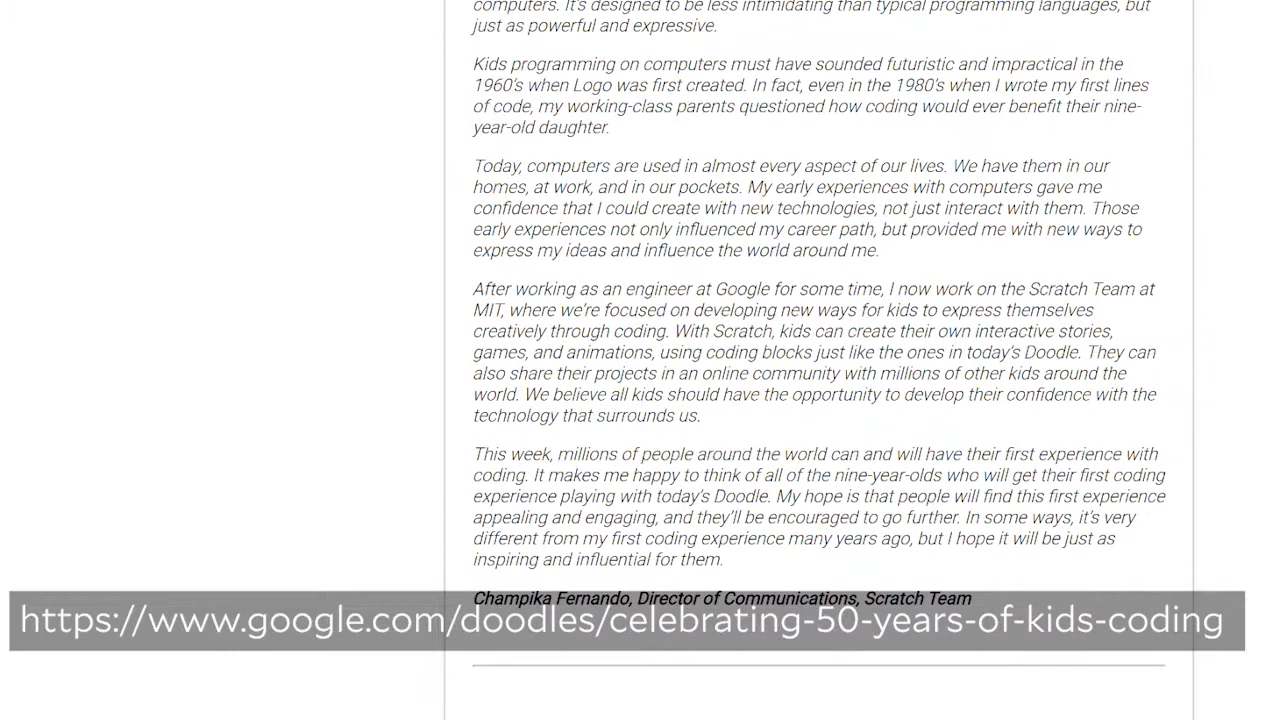 computers. It's designed to be less intimidating than typical programming languages, but
just as powerful and expressive.
Kids programming on computers must have sounded futuristic and impractical in the
1960's when Logo was first created. In fact, even in the 1980's when I wrote my first lines
of code, my working-class parents questioned how coding would ever benefit their nine-
year-old daughter.
Today, computers are used in almost every aspect of our lives. We have them in our
homes, at work, and in our pockets. My early experiences with computers gave me
confidence that I could create with new technologies, not just interact with them. Those
early experiences not only influenced my career path, but provided me with new ways to
express my ideas and influence the world around me.
After working as an engineer at Google for some time, I now work on the Scratch Team at
MIT, where we're focused on developing new ways for kids to express themselves
creatively through coding. With Scratch, kids can create their own interactive stories,
games, and animations, using coding blocks just like the ones in today's Doodle. They can
also share their projects in an online community with millions of other kids around the
world. We believe all kids should have the opportunity to develop their confidence with the
technology that surrounds us.
This week, millions of people around the world can and will have their first experience with
coding. It makes me happy to think of all of the nine-year-olds who will get their first coding
experience playing with today's Doodle. My hope is that people will find this first experience
appealing and engaging, and they'll be encouraged to go further. In some ways, it's very
different from my first coding experience many years ago, but I hope it will be just as
inspiring and influential for them.
Champika Fernando, Director of Communications, Scratch Team
https://www.google.com/doodles/celebrating-50-years-of-kids-coding